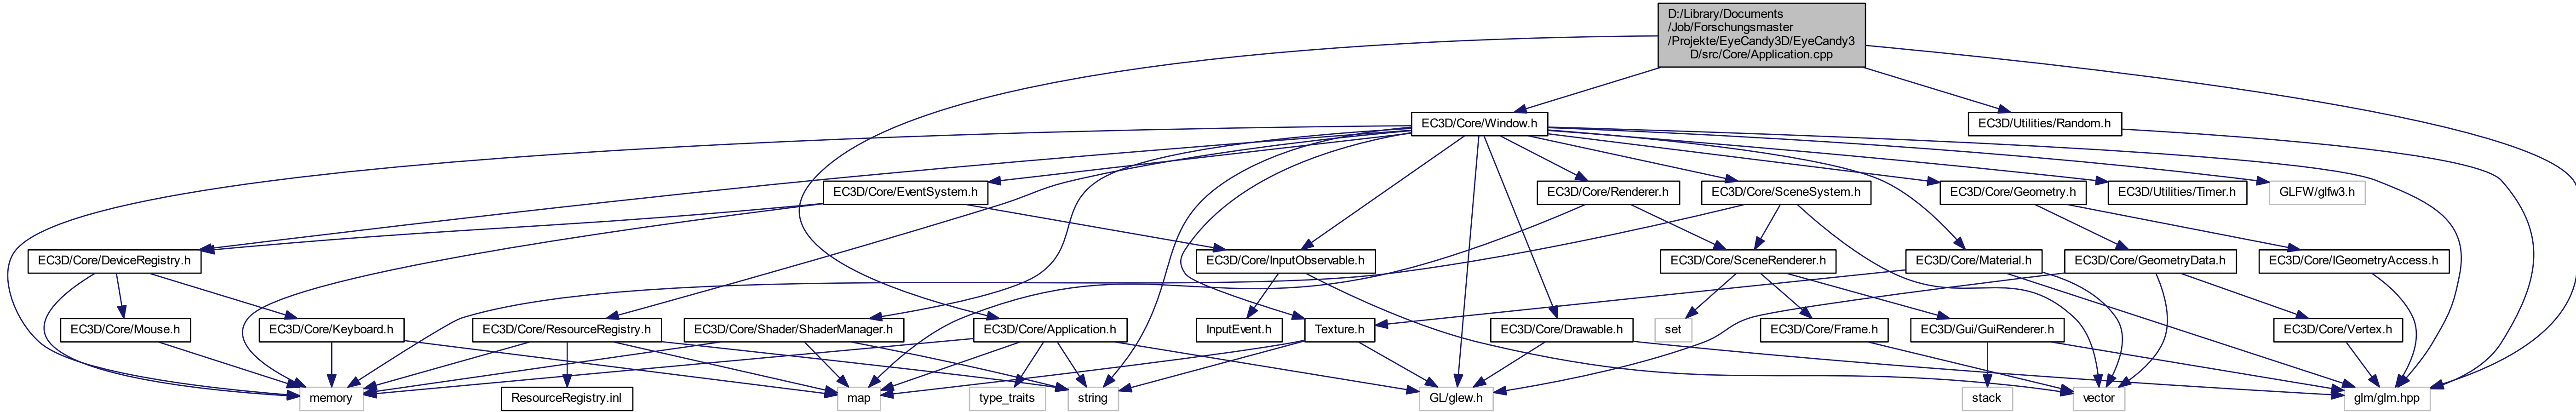 D:/Library/Documents
/Job/Forschungsmaster
/Projekte/EyeCandy3D/EyeCandy3
D/src/Core/Application.cpp
EC3D/Core/Window.h
EC3D/Utilities/Random.h
EC3D/Core/EventSystem.h
EC3D/Core/Renderer.h
EC3D/Core/SceneSystem.h
EC3D/Core/Geometry.h
EC3D/Utilities/Timer.h
GLFW/glfw3.h
EC3D/Core/DeviceRegistry.h
EC3D/Core/InputObservable.h
EC3D/Core/SceneRenderer.h
EC3D/Core/Material.h
EC3D/Core/GeometryData.h
EC3D/Core/IGeometryAccess.h
EC3D/Core/Mouse.h
EC3D/Core/Keyboard.h
EC3D/Core/ResourceRegistry.h
EC3D/Core/Shader/ShaderManager.h
EC3D/Core/Application.h
InputEvent.h
Texture.h
EC3D/Core/Drawable.h
set
EC3D/Core/Frame.h
EC3D/Gui/GuiRenderer.h
EC3D/Core/Vertex.h
memory
ResourceRegistry.inl
map
type_traits
string
GL/glew.h
stack
vector
glm/glm.hpp